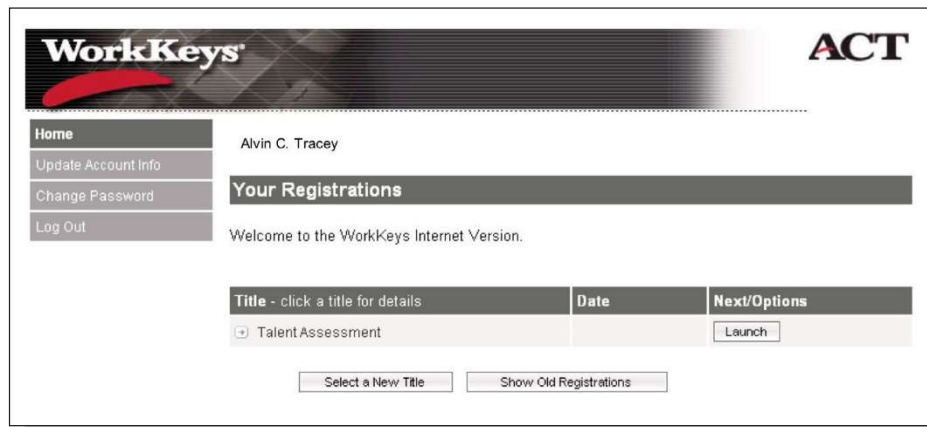 WorkKeys®
ACT
Home
Update Account Info
Change Password
Log Out
Alvin C. Tracey
Your Registrations
Welcome to the WorkKeys Internet Version.
Title - click a title for details Date Next/Options
Talent Assessment Launch
Select a New Title Show Old Registrations